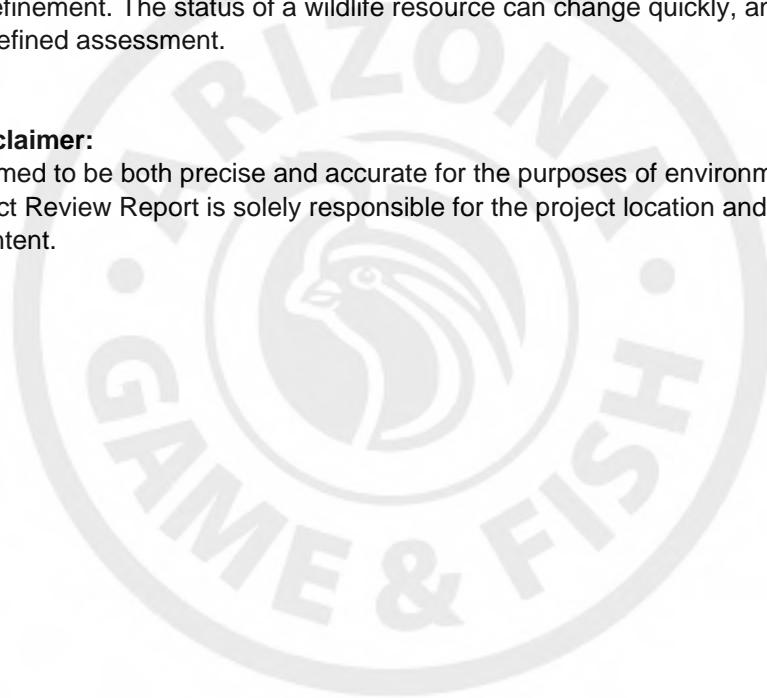 efinement. The status of a wildlife resource can change quickly, an
efined assessment.
claimer:
med to be both precise and accurate for the purposes of environm
ct Review Report is solely responsible for the project location and
ntent.
ARIZONA
GAME & FISH